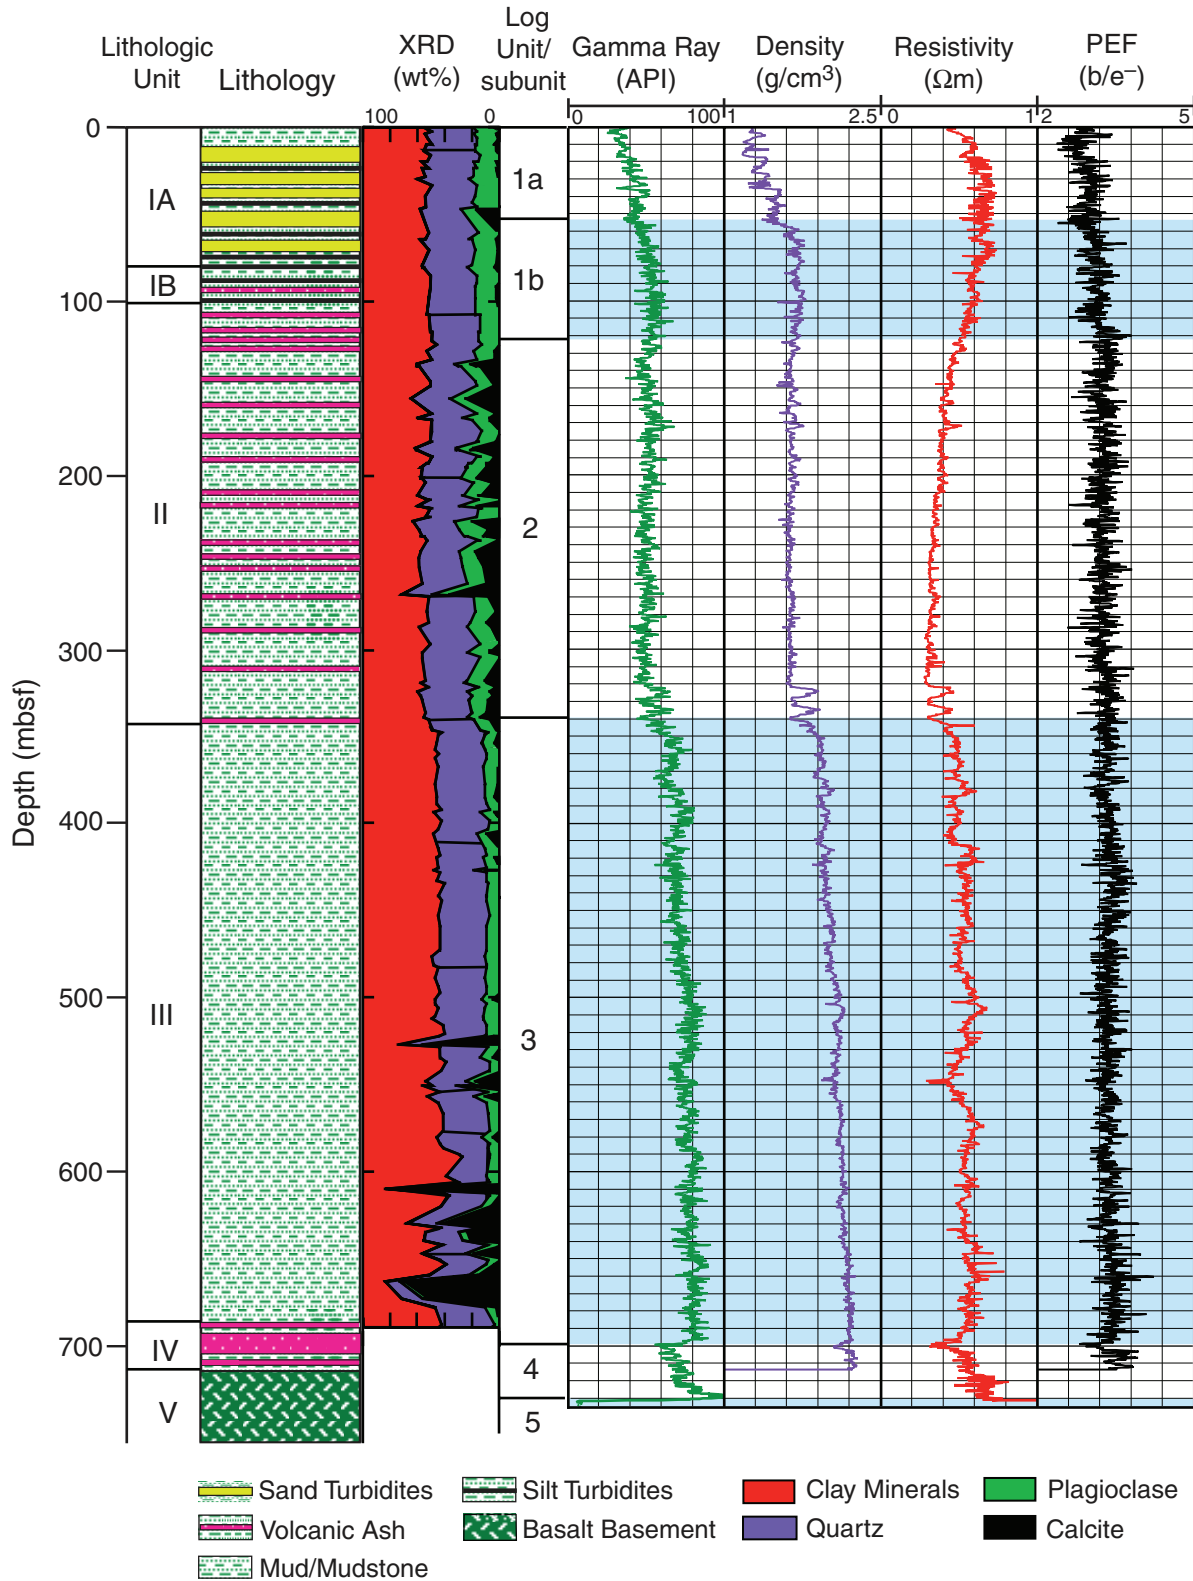 Lithologic
Unit
Lithology
XRD
(wt%)
Log
Unit/
subunit
Gamma Ray
(API)
Density
(g/cm³)
Resistivity
(Ωm)
PEF
(b/e⁻)
100 0
0 100
1 2.5
0 1
2 5
Depth (mbsf)
0
100
200
300
400
500
600
700
IA
IB
II
III
IV
V
1a
1b
2
3
4
5
Sand Turbidites
Silt Turbidites
Clay Minerals
Plagioclase
Volcanic Ash
Basalt Basement
Quartz
Calcite
Mud/Mudstone